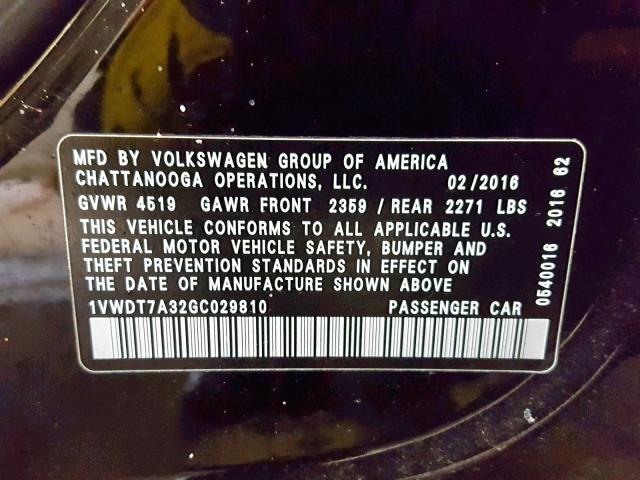 MFD BY VOLKSWAGEN GROUP OF AMERICA
CHATTANOOGA OPERATIONS, LLC. 02/2016
GVWR 4519 GAWR FRONT 2359 / REAR 2271 LBS
THIS VEHICLE CONFORMS TO ALL APPLICABLE U.S.
FEDERAL MOTOR VEHICLE SAFETY, BUMPER AND
THEFT PREVENTION STANDARDS IN EFFECT ON
THE DATE OF MANUFACTURE SHOWN ABOVE
1VWDT7A32GC029810 PASSENGER CAR
0540016 2016 62